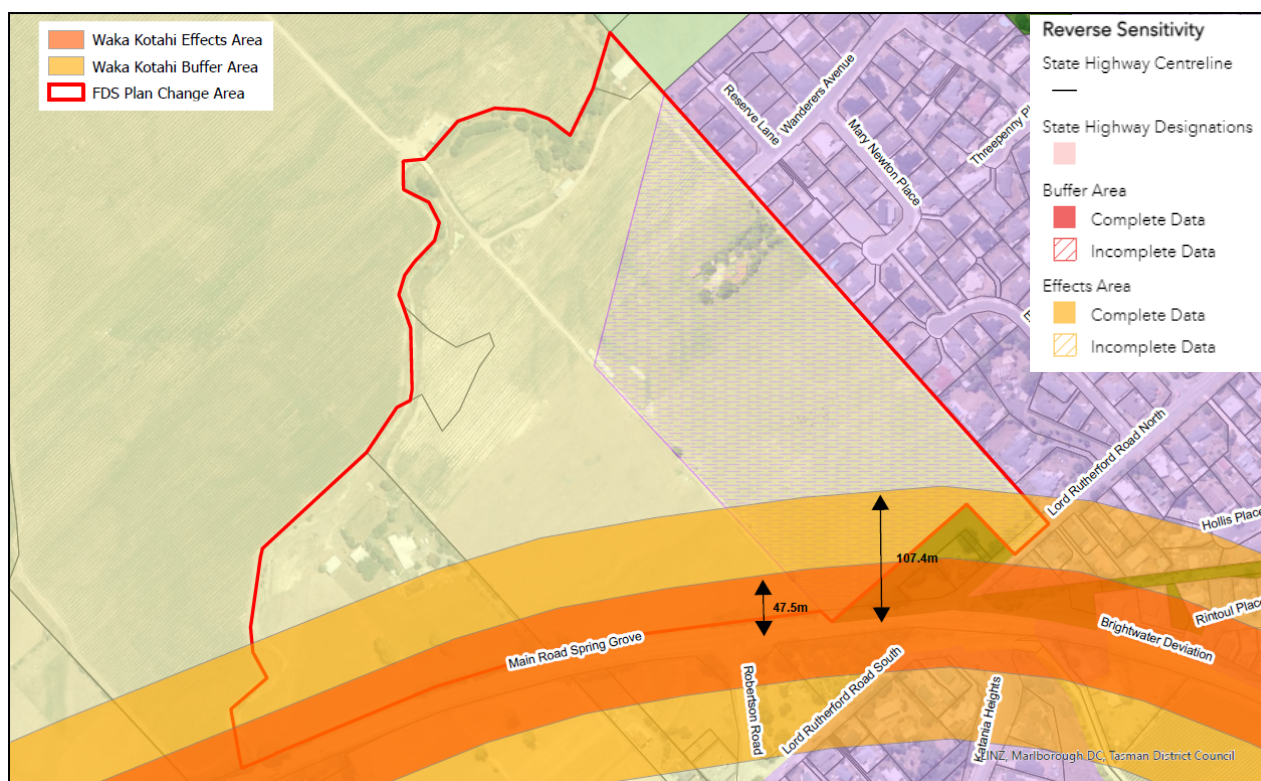 Waka Kotahi Effects Area
Waka Kotahi Buffer Area
FDS Plan Change Area
Reverse Sensitivity
State Highway Centreline
State Highway Designations
Buffer Area
Complete Data
Incomplete Data
Effects Area
Complete Data
Incomplete Data
Reserve Lane
Wanderers Avenue
Mary Newton Place
Threepenny Pl
Lord Rutherford Road North
Hollis Place
107.4m
47.5m
Rintoul Place
Brightwater Deviation
Main Road Spring Grove
Robertson Road
Lord Rutherford Road South
Katania Heights
LINZ, Marlborough DC, Tasman District Council